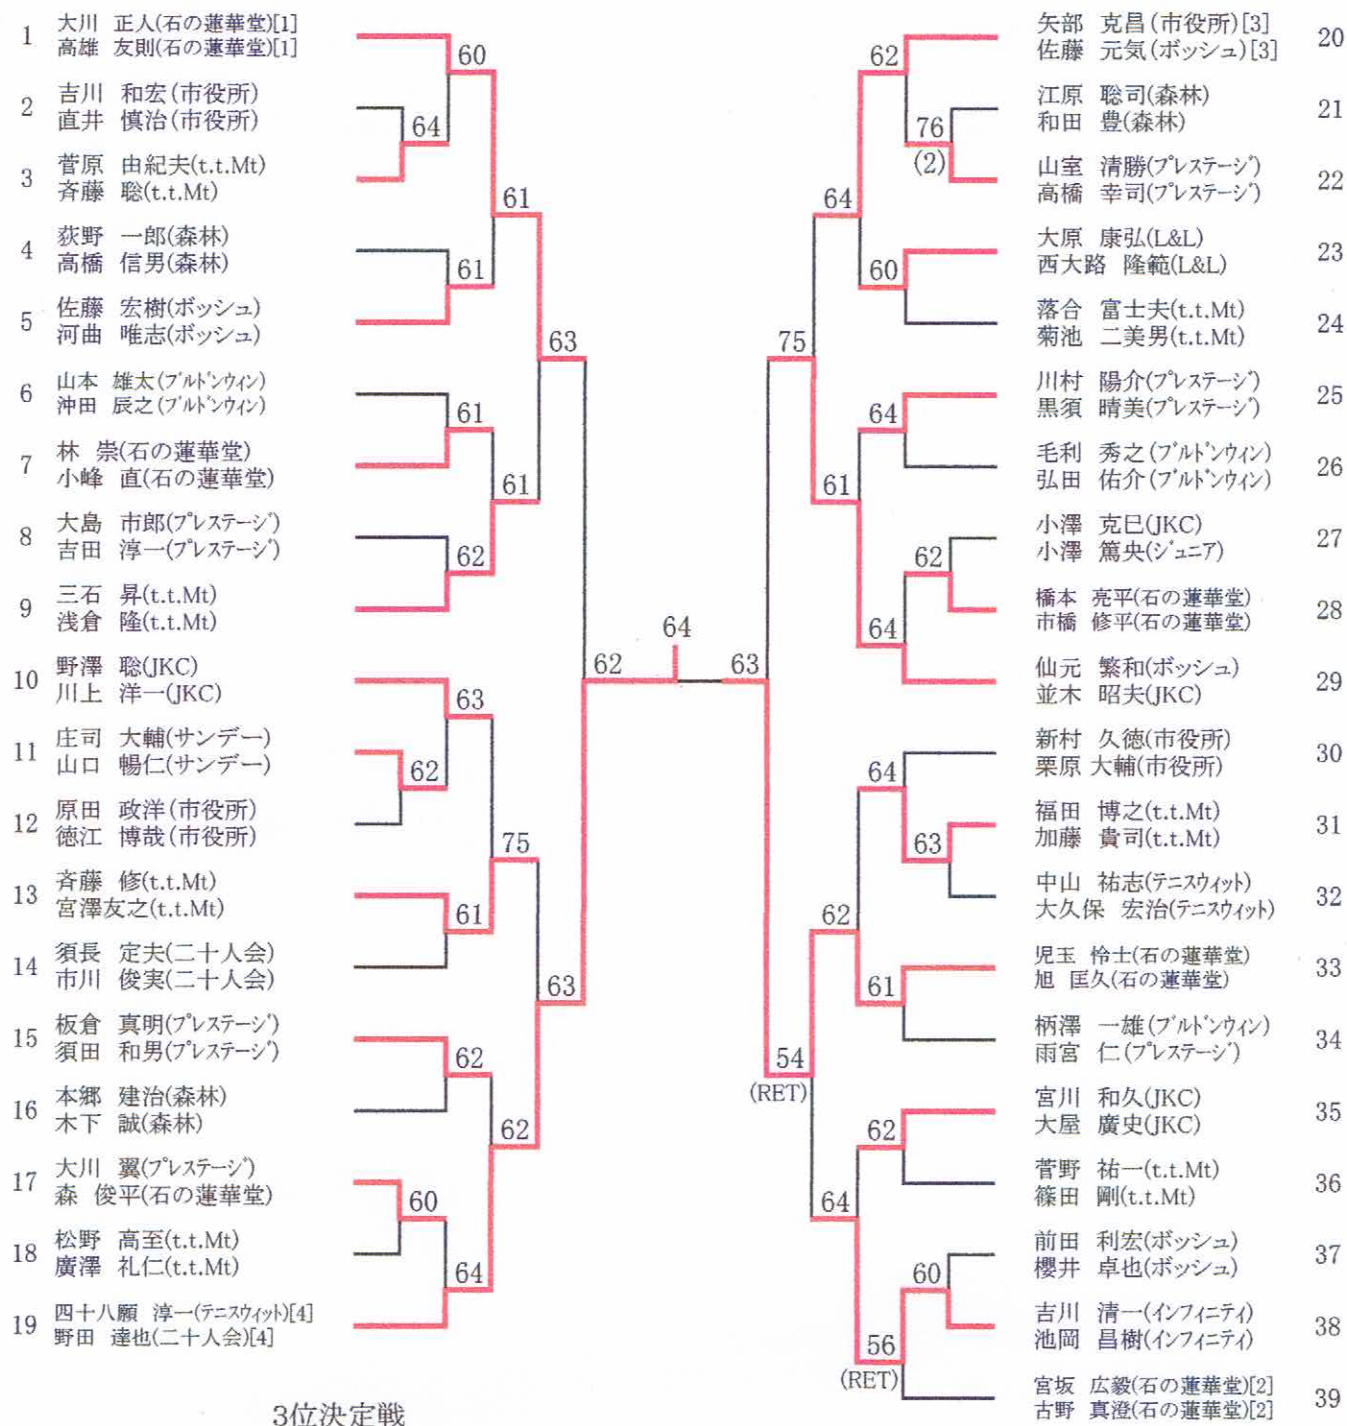 1
大川 正人(石の蓮華堂)[1]
高雄 友則(石の蓮華堂)[1]
2
吉川 和宏(市役所)
直井 慎治(市役所)
3
菅原 由紀夫(t.t.Mt)
斉藤 聡(t.t.Mt)
4
荻野 一郎(森林)
高橋 信男(森林)
5
佐藤 宏樹(ボッシュ)
河曲 唯志(ボッシュ)
6
山本 雄太(ブルドンウィン)
沖田 辰之(ブルドンウィン)
7
林 崇(石の蓮華堂)
小峰 直(石の蓮華堂)
8
大島 市郎(プレステージ)
吉田 淳一(プレステージ)
9
三石 昇(t.t.Mt)
浅倉 隆(t.t.Mt)
10
野澤 聡(JKC)
川上 洋一(JKC)
11
庄司 大輔(サンデー)
山口 暢仁(サンデー)
12
原田 政洋(市役所)
徳江 博哉(市役所)
13
斉藤 修(t.t.Mt)
宮澤友之(t.t.Mt)
14
須長 定夫(二十人会)
市川 俊実(二十人会)
15
板倉 真明(プレステージ)
須田 和男(プレステージ)
16
本郷 建治(森林)
木下 誠(森林)
17
大川 翼(プレステージ)
森 俊平(石の蓮華堂)
18
松野 高至(t.t.Mt)
廣澤 礼仁(t.t.Mt)
19
四十八願 淳一(テニスウィット)[4]
野田 達也(二十人会)[4]
60
64
61
61
63
61
61
62
63
62
75
61
63
62
62
60
64
62
64
63
62
76
(2)
64
60
75
64
61
62
64
64
63
62
61
54
(RET)
62
64
60
56
(RET)
矢部 克昌(市役所)[3]
佐藤 元気(ボッシュ)[3]
20
江原 聡司(森林)
和田 豊(森林)
21
山室 清勝(プレステージ)
高橋 幸司(プレステージ)
22
大原 康弘(L&L)
西大路 隆範(L&L)
23
落合 富士夫(t.t.Mt)
菊池 二美男(t.t.Mt)
24
川村 陽介(プレステージ)
黒須 晴美(プレステージ)
25
毛利 秀之(ブルドンウィン)
弘田 佑介(ブルドンウィン)
26
小澤 克巳(JKC)
小澤 篤央(ジュニア)
27
橋本 亮平(石の蓮華堂)
市橋 修平(石の蓮華堂)
28
仙元 繁和(ボッシュ)
並木 昭夫(JKC)
29
新村 久徳(市役所)
栗原 大輔(市役所)
30
福田 博之(t.t.Mt)
加藤 貴司(t.t.Mt)
31
中山 祐志(テニスウィット)
大久保 宏治(テニスウィット)
32
児玉 怜士(石の蓮華堂)
旭 匡久(石の蓮華堂)
33
柄澤 一雄(ブルドンウィン)
雨宮 仁(プレステージ)
34
宮川 和久(JKC)
大屋 廣史(JKC)
35
菅野 祐一(t.t.Mt)
篠田 剛(t.t.Mt)
36
前田 利宏(ボッシュ)
櫻井 卓也(ボッシュ)
37
吉川 清一(インフィニティ)
池岡 昌樹(インフィニティ)
38
宮坂 広毅(石の蓮華堂)[2]
古野 真澄(石の蓮華堂)[2]
39
3位決定戦